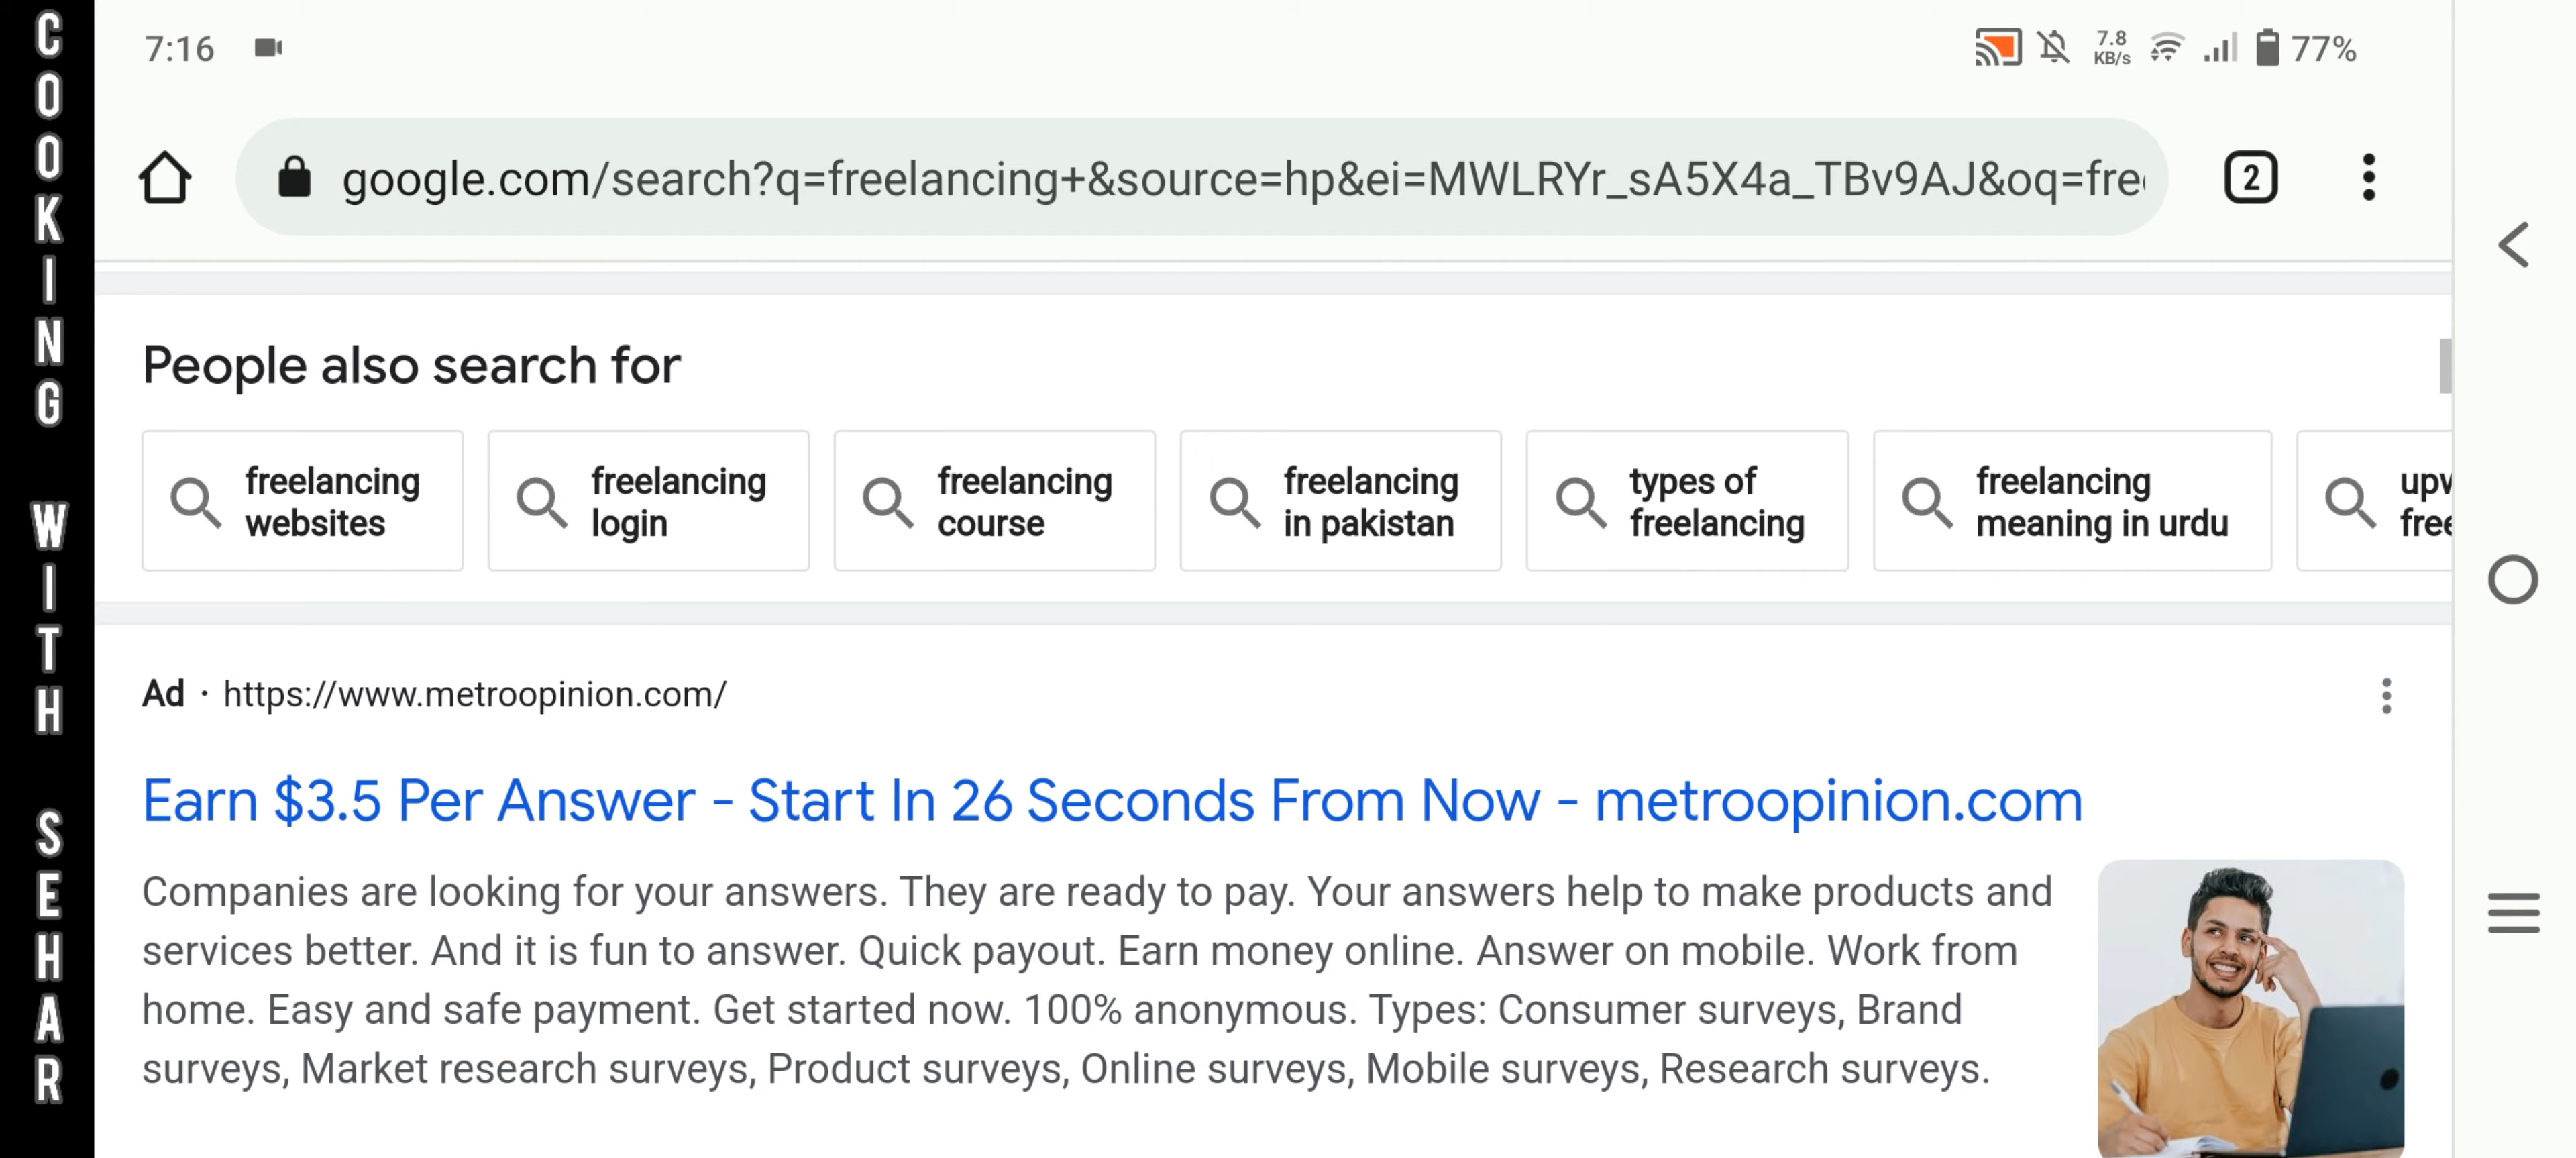 COOKING WITH SEHAR
7:16
7.8
KB/s
77%
google.com/search?q=freelancing+&source=hp&ei=MWLRYr_sA5X4a_TBv9AJ&oq=fre
2
People also search for
freelancing
websites
freelancing
login
freelancing
course
freelancing
in pakistan
types of
freelancing
freelancing
meaning in urdu
Ad · https://www.metroopinion.com/
Earn $3.5 Per Answer - Start In 26 Seconds From Now - metroopinion.com
Companies are looking for your answers. They are ready to pay. Your answers help to make products and
services better. And it is fun to answer. Quick payout. Earn money online. Answer on mobile. Work from
home. Easy and safe payment. Get started now. 100% anonymous. Types: Consumer surveys, Brand
surveys, Market research surveys, Product surveys, Online surveys, Mobile surveys, Research surveys.